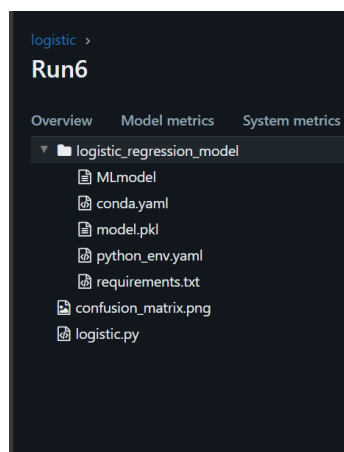 logistic >
Run6
Overview Model metrics System metrics
logistic_regression_model
MLmodel
conda.yaml
model.pkl
python_env.yaml
requirements.txt
confusion_matrix.png
logistic.py